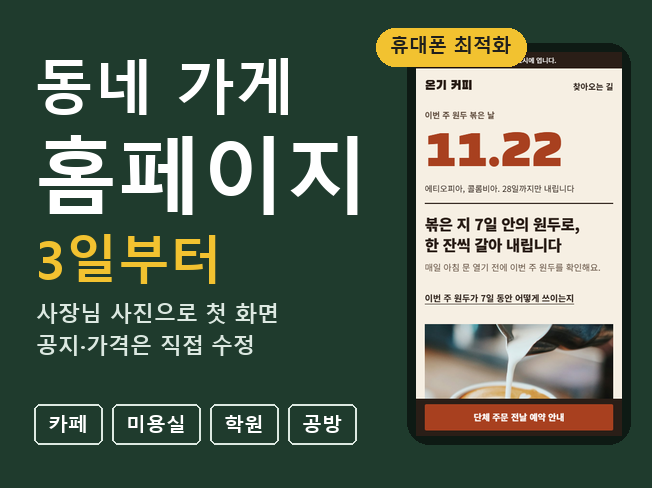 동네 가게
홈페이지
3일부터
사장님 사진으로 첫 화면
공지·가격은 직접 수정
카페 미용실 학원 공방
휴대폰 최적화
엽니다.
온기 커피 찾아오는 길
이번 주 원두 볶은 날
11.22
에티오피아, 콜롬비아. 28일까지만 내립니다
볶은 지 7일 안의 원두로,
한 잔씩 갈아 내립니다
매일 아침 문 열기 전에 이번 주 원두를 확인해요.
이번 주 원두가 7일 동안 어떻게 쓰이는지
단체 주문 전날 예약 안내